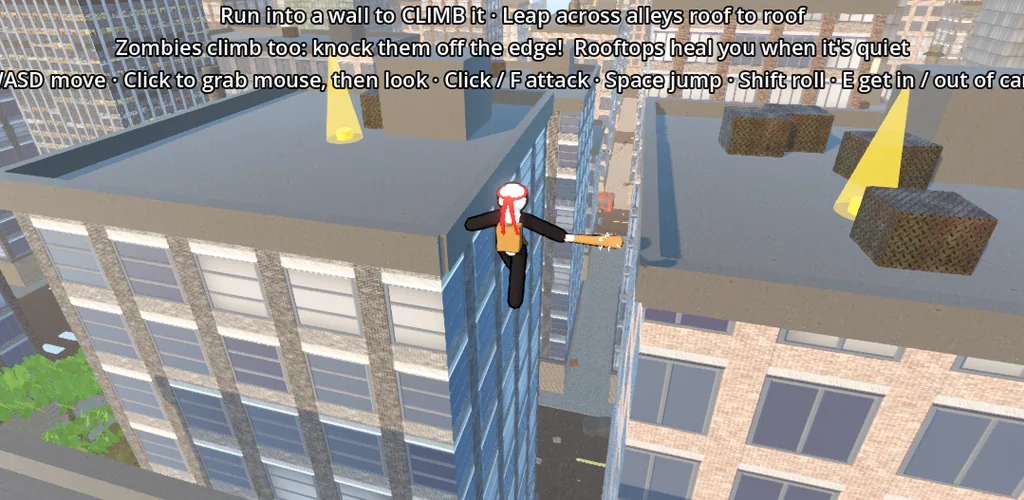 Run into a wall to CLIMB it · Leap across alleys roof to roof
Zombies climb too: knock them off the edge! Rooftops heal you when it's quiet
/ASD move · Click to grab mouse, then look · Click / F attack · Space jump · Shift roll · E get in / out of car